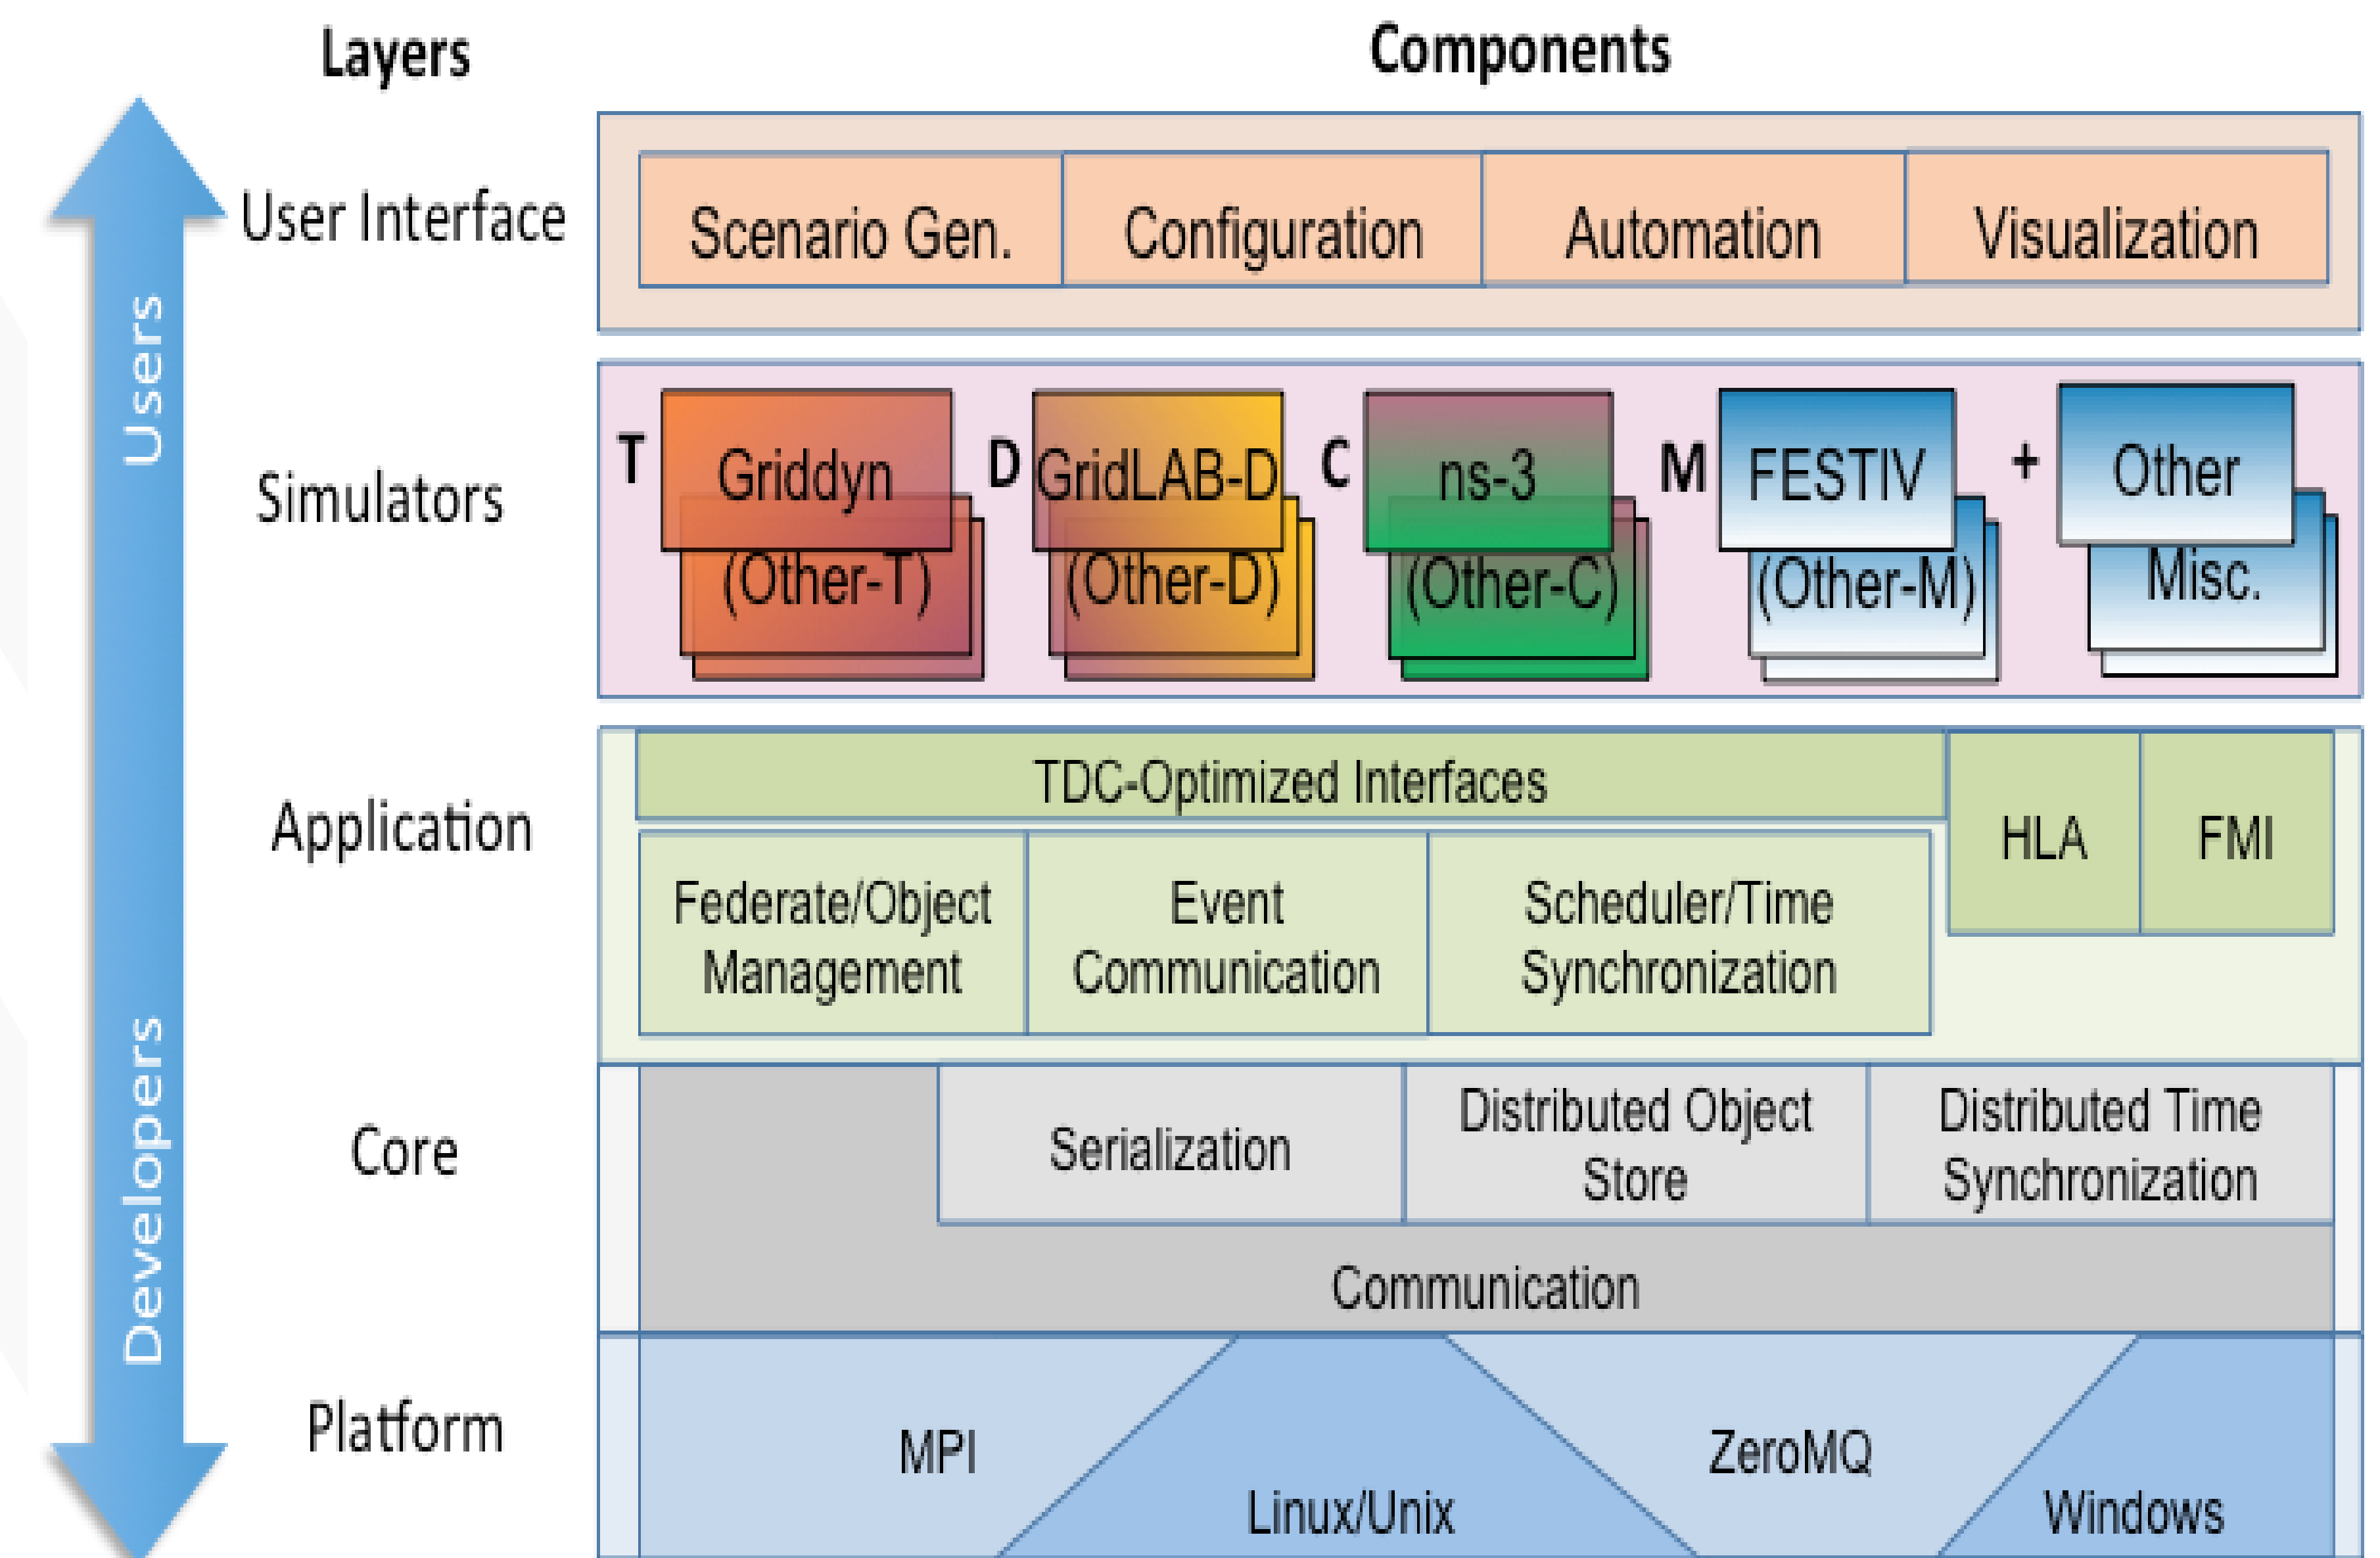 Layers
Components
Users
Developers
User Interface
Scenario Gen.
Configuration
Automation
Visualization
Simulators
T
Griddyn
(Other-T)
D
GridLAB-D
(Other-D)
C
ns-3
(Other-C)
M
FESTIV
(Other-M)
+
Other
Misc.
Application
TDC-Optimized Interfaces
HLA
FMI
Federate/Object
Management
Event
Communication
Scheduler/Time
Synchronization
Core
Serialization
Distributed Object
Store
Distributed Time
Synchronization
Communication
Platform
MPI
Linux/Unix
ZeroMQ
Windows